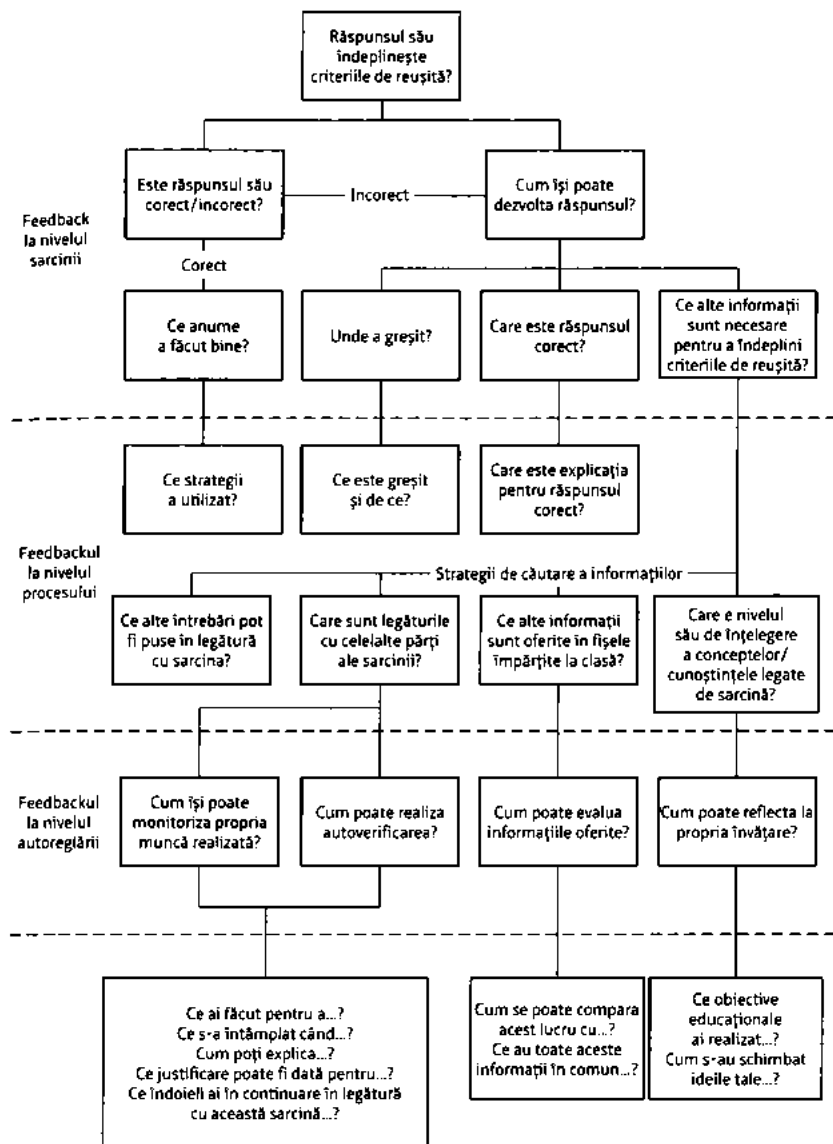 Răspunsul său
îndeplinește
criteriile de reușită?
Este răspunsul său
corect/incorect?
Incorect
Cum își poate
dezvolta răspunsul?
Feedback
la nivelul
sarcinii
Corect
Ce anume
a făcut bine?
Unde a greșit?
Care este răspunsul
corect?
Ce alte informații
sunt necesare
pentru a îndeplini
criteriile de reușită?
Ce strategii
a utilizat?
Ce este greșit
și de ce?
Care este explicația
pentru răspunsul
corect?
Feedbackul
la nivelul
procesului
Strategii de căutare a informațiilor
Ce alte întrebări pot
fi puse în legătură
cu sarcina?
Care sunt legăturile
cu celelalte părți
ale sarcinii?
Ce alte informații
sunt oferite în fișele
împărțite la clasă?
Care e nivelul
său de înțelegere
a conceptelor/
cunoștințelor legate
de sarcină?
Feedbackul
la nivelul
autoreglării
Cum își poate
monitoriza propria
muncă realizată?
Cum poate realiza
autoverificarea?
Cum poate evalua
informațiile oferite?
Cum poate reflecta la
propria învățare?
Ce ai făcut pentru a...?
Ce s-a întâmplat când...?
Cum poți explica...?
Ce justificare poate fi dată pentru...?
Ce îndoieli ai în continuare în legătură
cu această sarcină...?
Cum se poate compara
acest lucru cu...?
Ce au toate aceste
informații în comun...?
Ce obiective
educaționale
ai realizat...?
Cum s-au schimbat
ideile tale...?